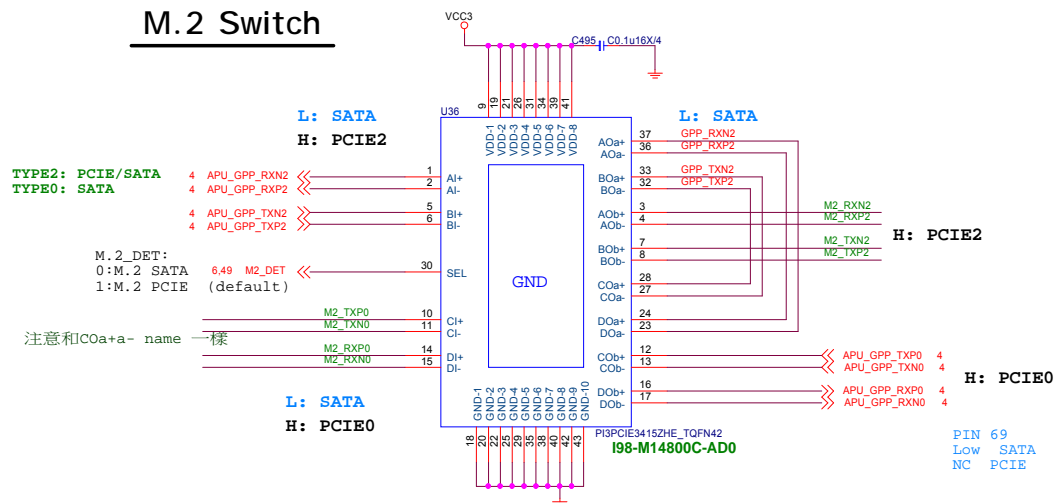 M.2 Switch
VCC3
C495 C0.1u16X/4
U36
9 19 21 26 31 34 39 41
VDD-1 VDD-2 VDD-3 VDD-4 VDD-5 VDD-6 VDD-7 VDD-8
L: SATA
H: PCIE2
L: SATA
TYPE2: PCIE/SATA
TYPE0: SATA
4 APU_GPP_RXN2 1 AI+
4 APU_GPP_RXP2 2 AI-
4 APU_GPP_TXN2 5 BI+
4 APU_GPP_TXP2 6 BI-
M.2_DET:
0:M.2 SATA
1:M.2 PCIE (default)
6,49 M2_DET 30 SEL
M2_TXP0 10 CI+
M2_TXN0 11 CI-
注意和COa+a- name 一樣
M2_RXP0 14 DI+
M2_RXN0 15 DI-
L: SATA
H: PCIE0
GND
AOa+ 37 GPP_RXN2
AOa- 36 GPP_RXP2
BOa+ 33 GPP_TXN2
BOa- 32 GPP_TXP2
AOb+ 3 M2_RXN2
AOb- 4 M2_RXP2
H: PCIE2
BOb+ 7 M2_TXN2
BOb- 8 M2_TXP2
COa+ 28
COa- 27
DOa+ 24
DOa- 23
COb+ 12 APU_GPP_TXP0 4
COb- 13 APU_GPP_TXN0 4
H: PCIE0
DOb+ 16 APU_GPP_RXP0 4
DOb- 17 APU_GPP_RXN0 4
GND-1 GND-2 GND-3 GND-4 GND-5 GND-6 GND-7 GND-8 GND-9 GND-10
18 20 22 25 29 35 38 40 42 43
PI3PCIE3415ZHE_TQFN42
I98-M14800C-AD0
PIN 69
Low SATA
NC PCIE